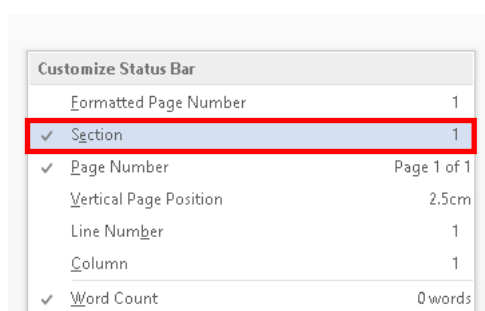 Customize Status Bar
Formatted Page Number 1
Section 1
Page Number Page 1 of 1
Vertical Page Position 2.5cm
Line Number 1
Column 1
Word Count 0 words